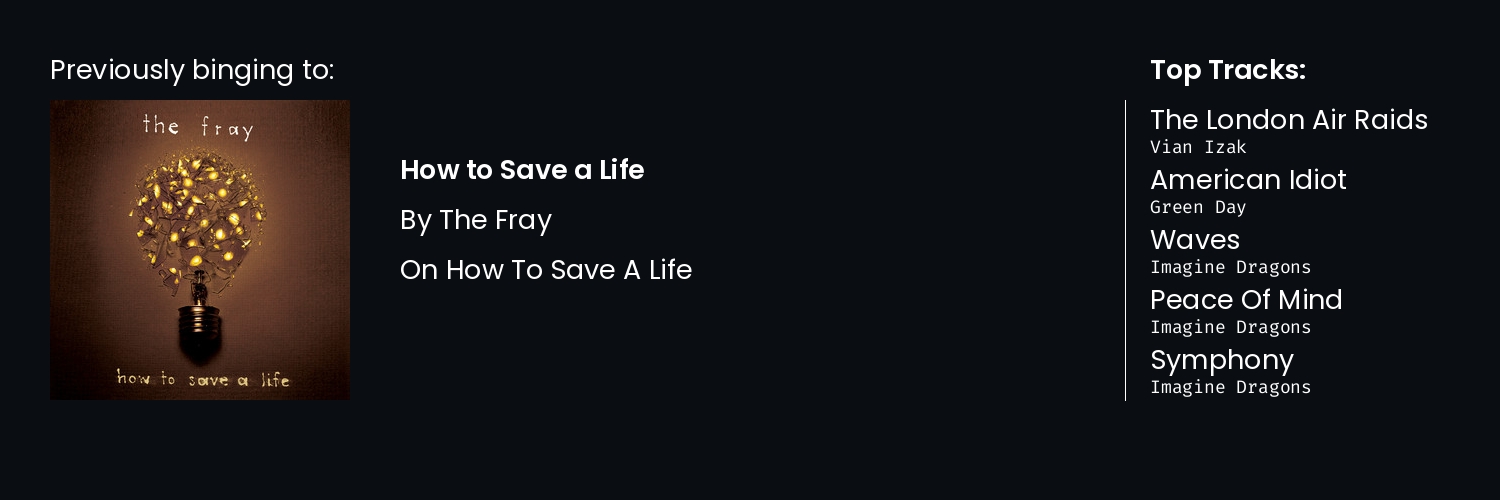 Previously binging to:
the fray
how to save a life
How to Save a Life
By The Fray
On How To Save A Life
Top Tracks:
The London Air Raids
Vian Izak
American Idiot
Green Day
Waves
Imagine Dragons
Peace Of Mind
Imagine Dragons
Symphony
Imagine Dragons